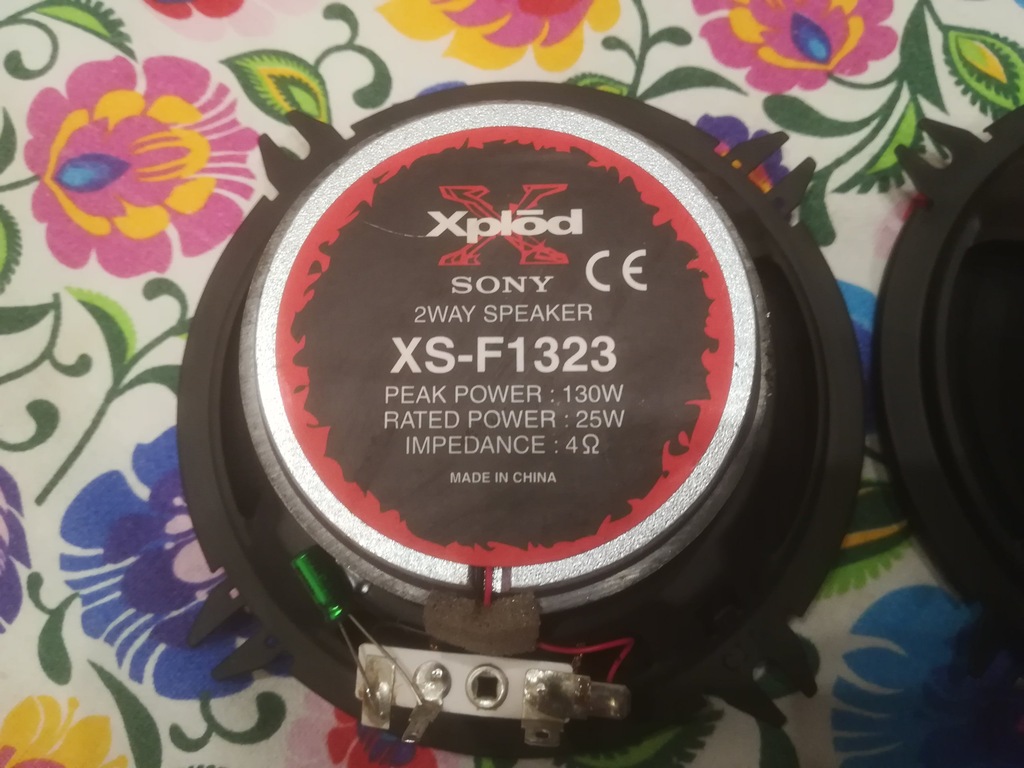 Xplōd
SONY
CE
2WAY SPEAKER
XS-F1323
PEAK POWER : 130W
RATED POWER : 25W
IMPEDANCE : 4Ω
MADE IN CHINA